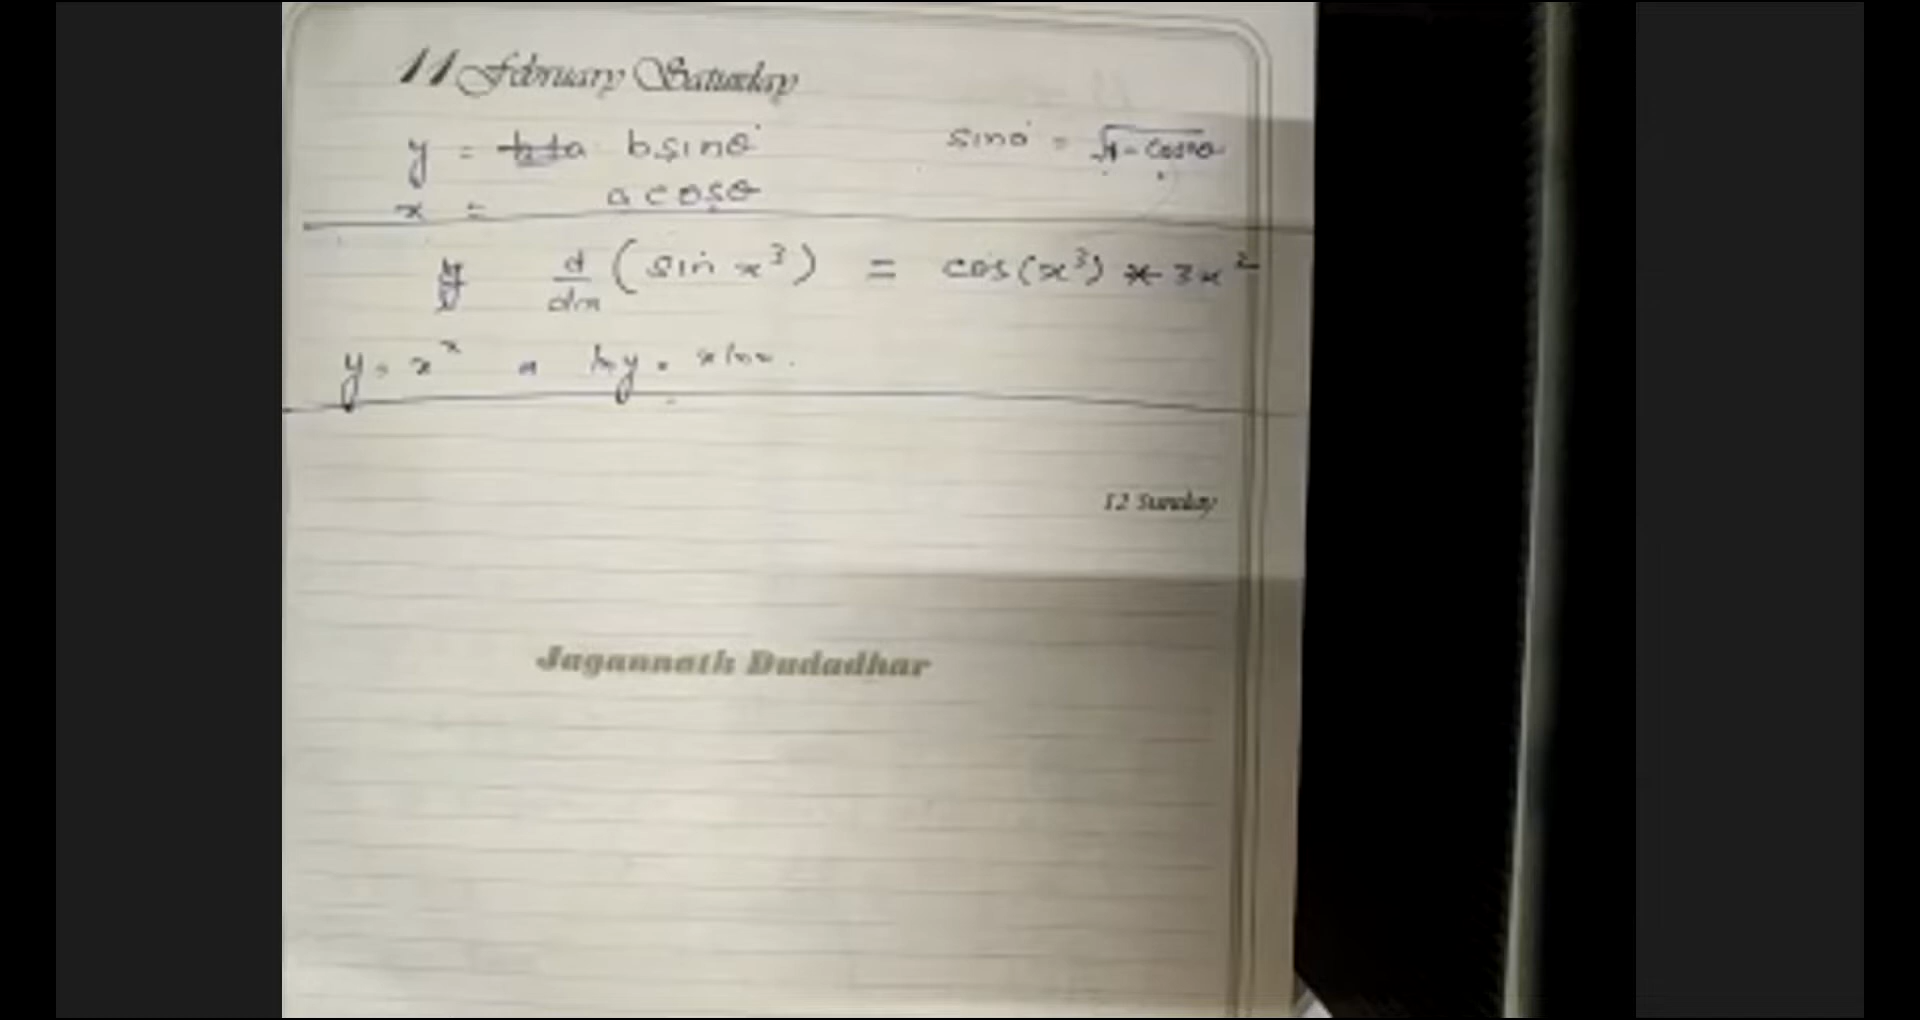 11 February Saturday
y = b sinθ sinθ = √1 - cos²θ
x = a cosθ
y d/dx (sin x³) = cos(x³) * 3x²
y = x^x ln y = x ln x.
12 Sunday
Jagannath Dudadhar